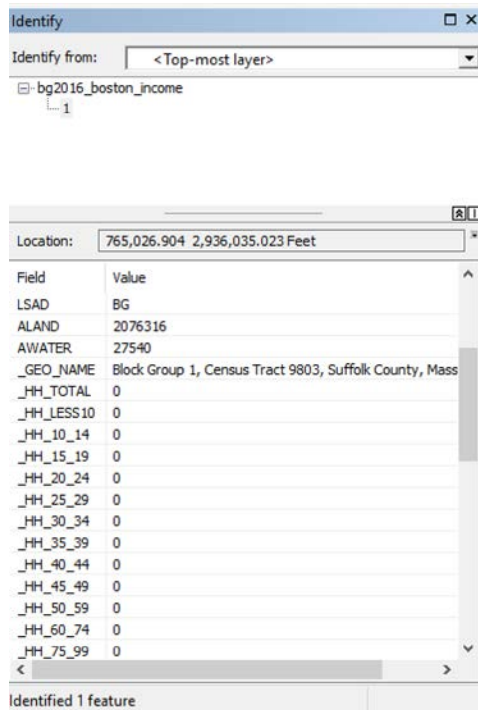 Identify
Identify from: <Top-most layer>
bg2016_boston_income
1
Location: 765,026.904 2,936,035.023 Feet
Field Value
LSAD BG
ALAND 2076316
AWATER 27540
_GEO_NAME Block Group 1, Census Tract 9803, Suffolk County, Mass
_HH_TOTAL 0
_HH_LESS10 0
_HH_10_14 0
_HH_15_19 0
_HH_20_24 0
_HH_25_29 0
_HH_30_34 0
_HH_35_39 0
_HH_40_44 0
_HH_45_49 0
_HH_50_59 0
_HH_60_74 0
_HH_75_99 0
Identified 1 feature